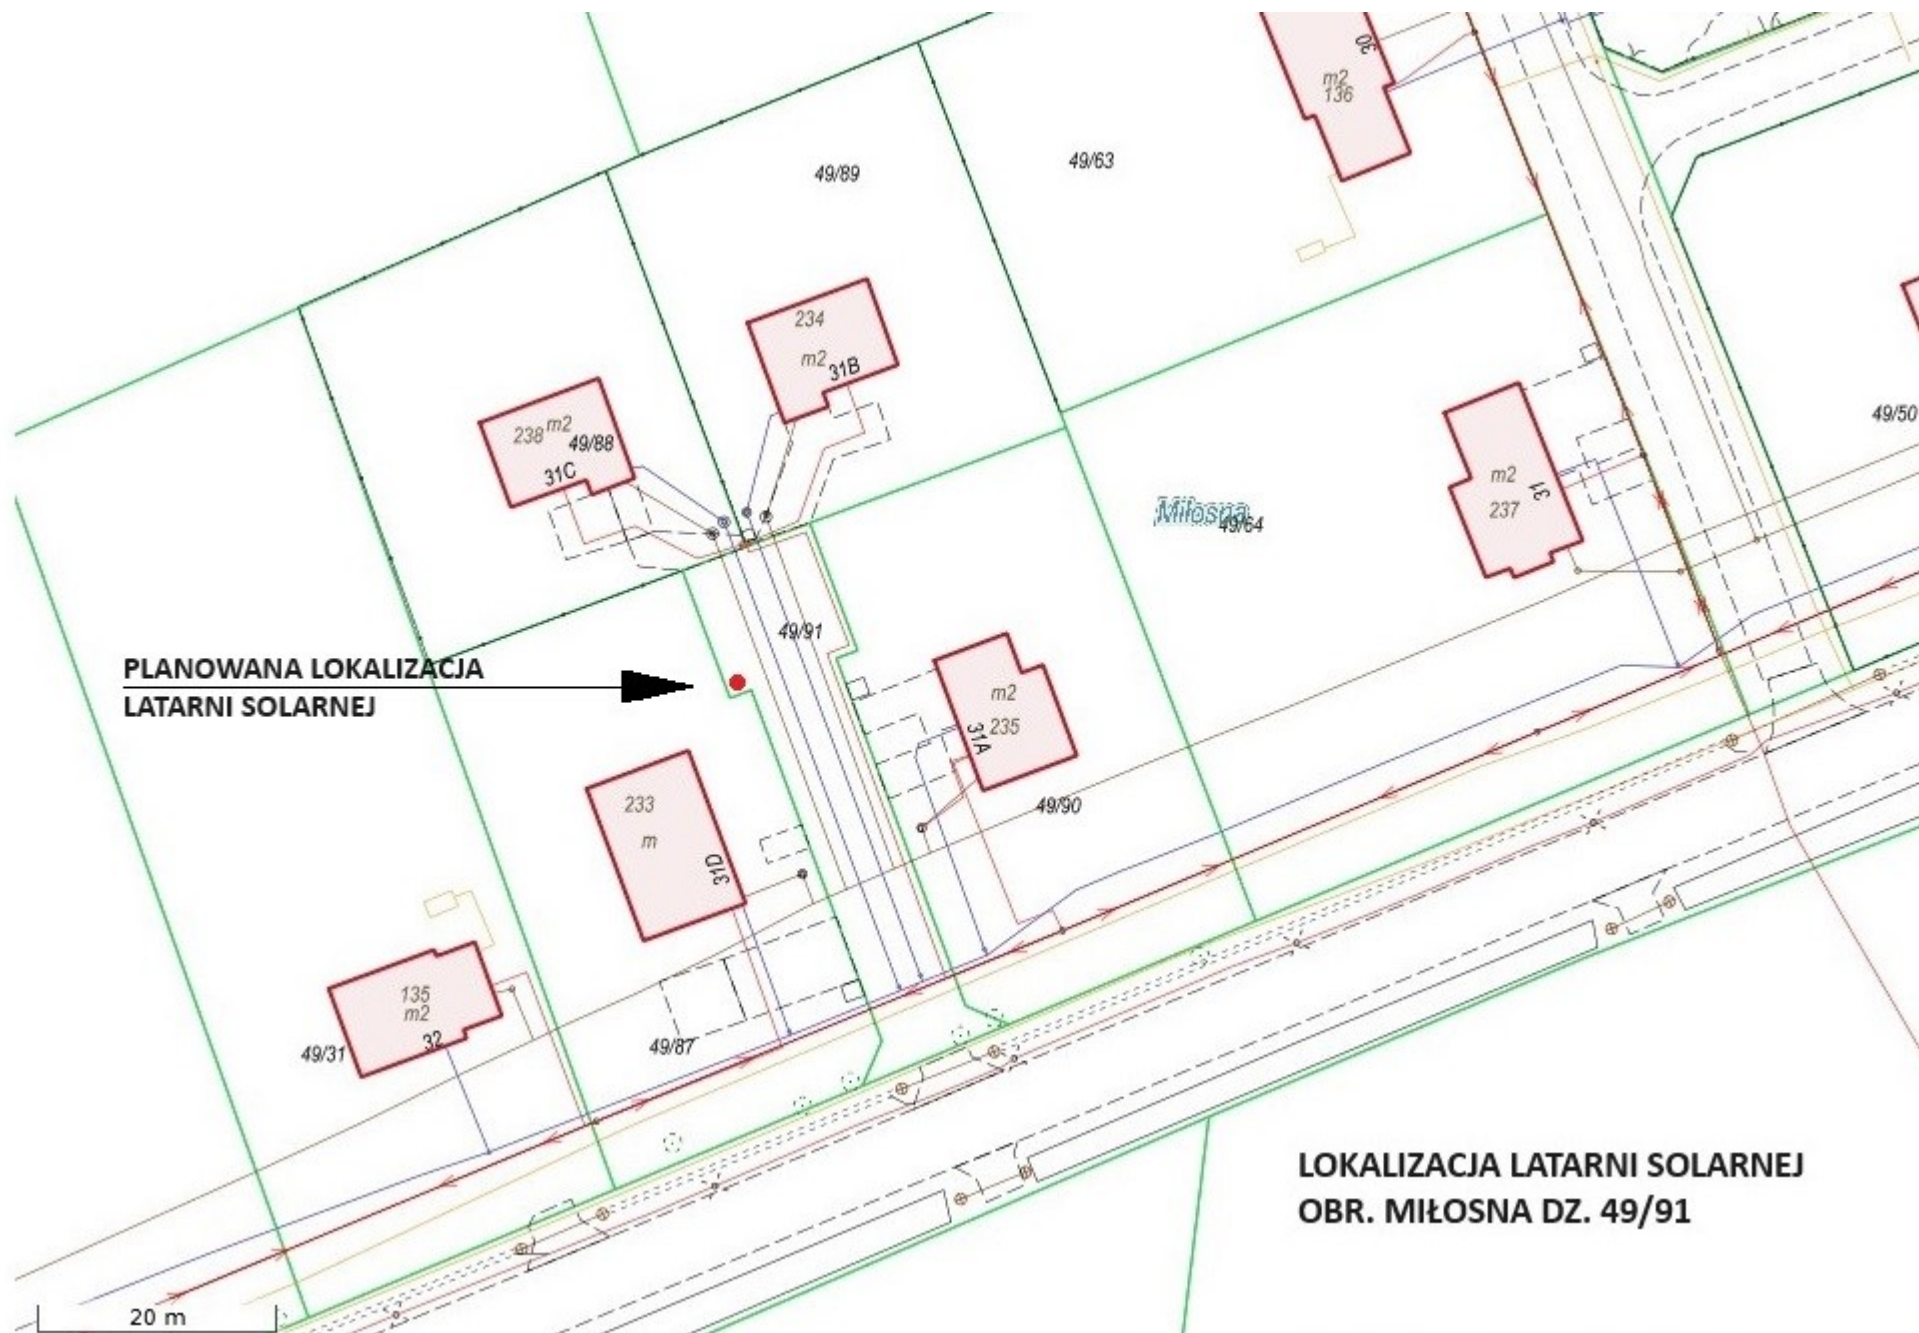 30
m2
136
49/63
49/89
234
m2
31B
49/50
238
m2
49/88
31C
m2
237
31
Miłosna
49/64
49/91
PLANOWANA LOKALIZACJA
LATARNI SOLARNEJ
m2
235
31A
233
m
31D
49/90
135
m2
32
49/31
49/87
LOKALIZACJA LATARNI SOLARNEJ
OBR. MIŁOSNA DZ. 49/91
20 m